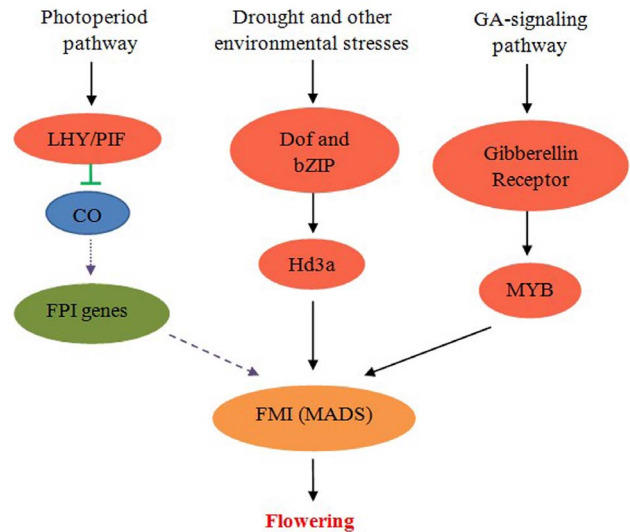 Photoperiod
pathway
Drought and other
environmental stresses
GA-signaling
pathway
LHY/PIF
Dof and
bZIP
Gibberellin
Receptor
CO
Hd3a
MYB
FPI genes
FMI (MADS)
Flowering